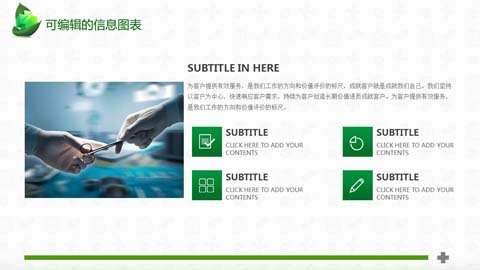 可编辑的信息图表
SUBTITLE IN HERE
为客户提供有效服务，是我们工作的方向和价值评价的标尺，成就客户就是成就我们自己。我们坚持
以客户为中心，快速响应客户需求，持续为客户创造长期价值进而成就客户。为客户提供有效服务，
是我们工作的方向和价值评价的标尺。
SUBTITLE
CLICK HERE TO ADD YOUR
CONTENTS
SUBTITLE
CLICK HERE TO ADD YOUR
CONTENTS
SUBTITLE
CLICK HERE TO ADD YOUR
CONTENTS
SUBTITLE
CLICK HERE TO ADD YOUR
CONTENTS